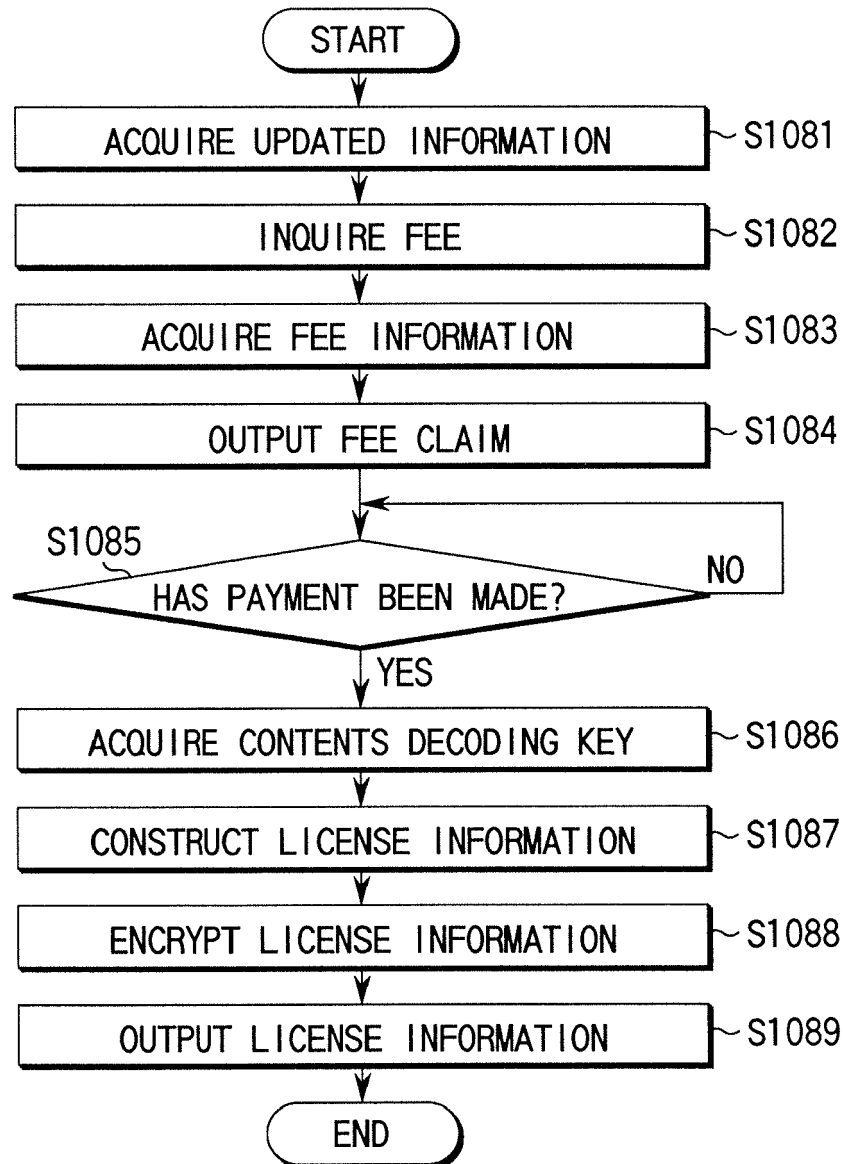 START
ACQUIRE UPDATED INFORMATION
S1081
INQUIRE FEE
S1082
ACQUIRE FEE INFORMATION
S1083
OUTPUT FEE CLAIM
S1084
S1085
HAS PAYMENT BEEN MADE?
NO
YES
ACQUIRE CONTENTS DECODING KEY
S1086
CONSTRUCT LICENSE INFORMATION
S1087
ENCRYPT LICENSE INFORMATION
S1088
OUTPUT LICENSE INFORMATION
S1089
END